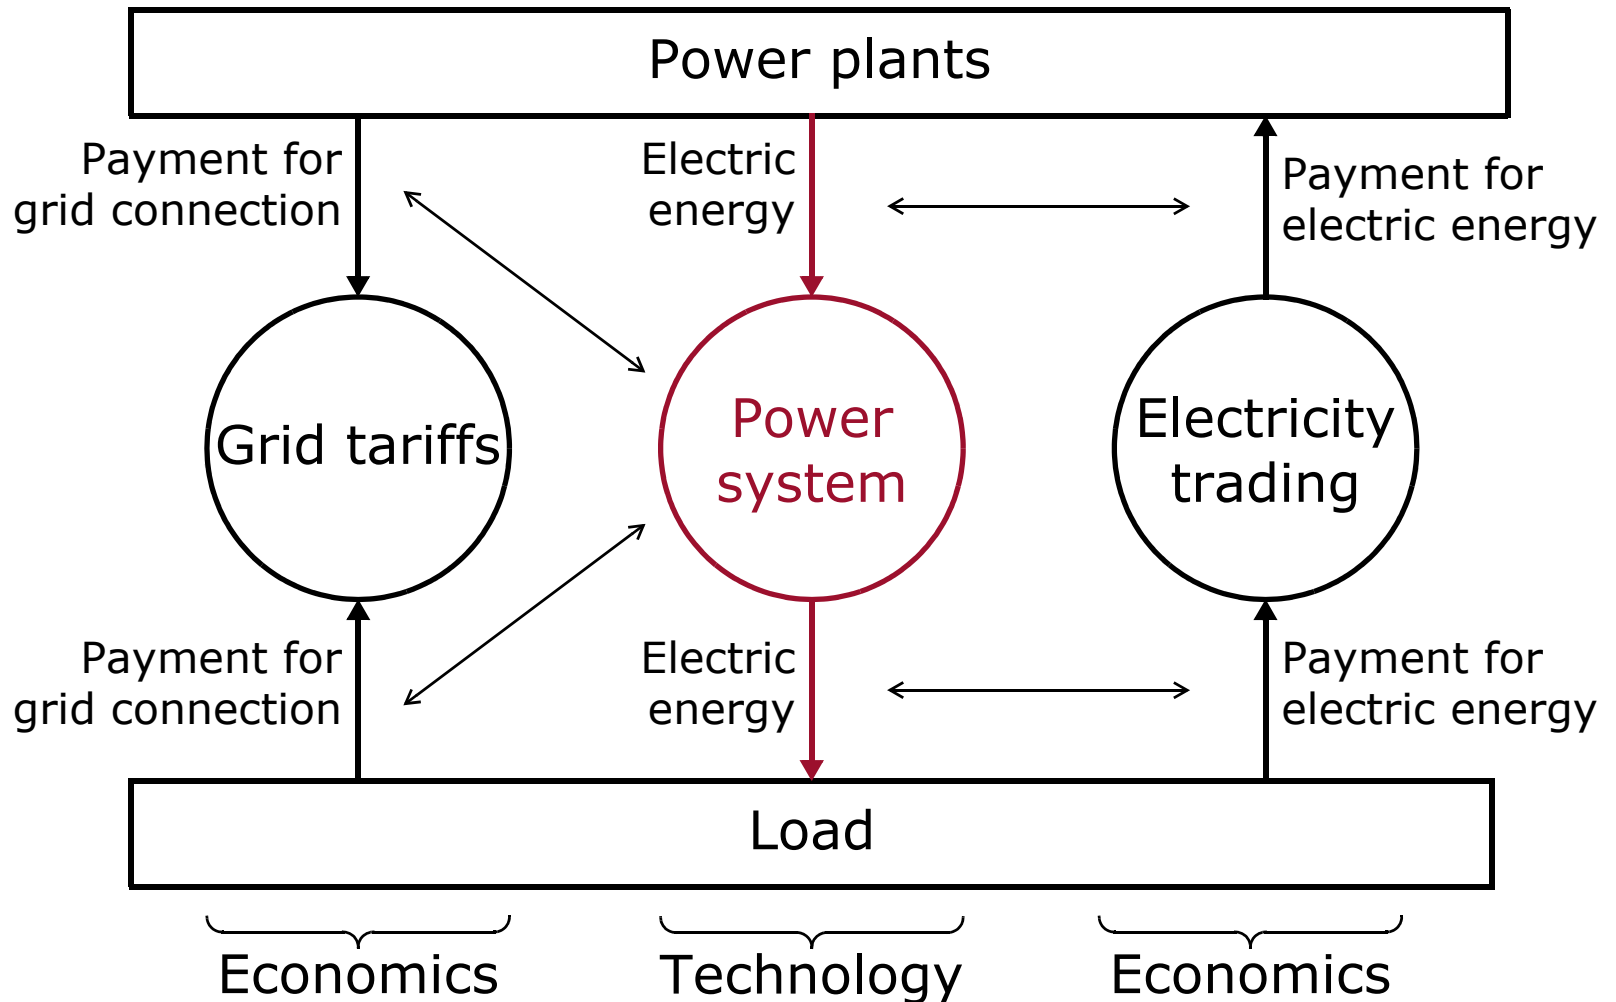 Power plants
Payment for
grid connection
Electric
energy
Payment for
electric energy
Grid tariffs
Power
system
Electricity
trading
Payment for
grid connection
Electric
energy
Payment for
electric energy
Load
Economics
Technology
Economics